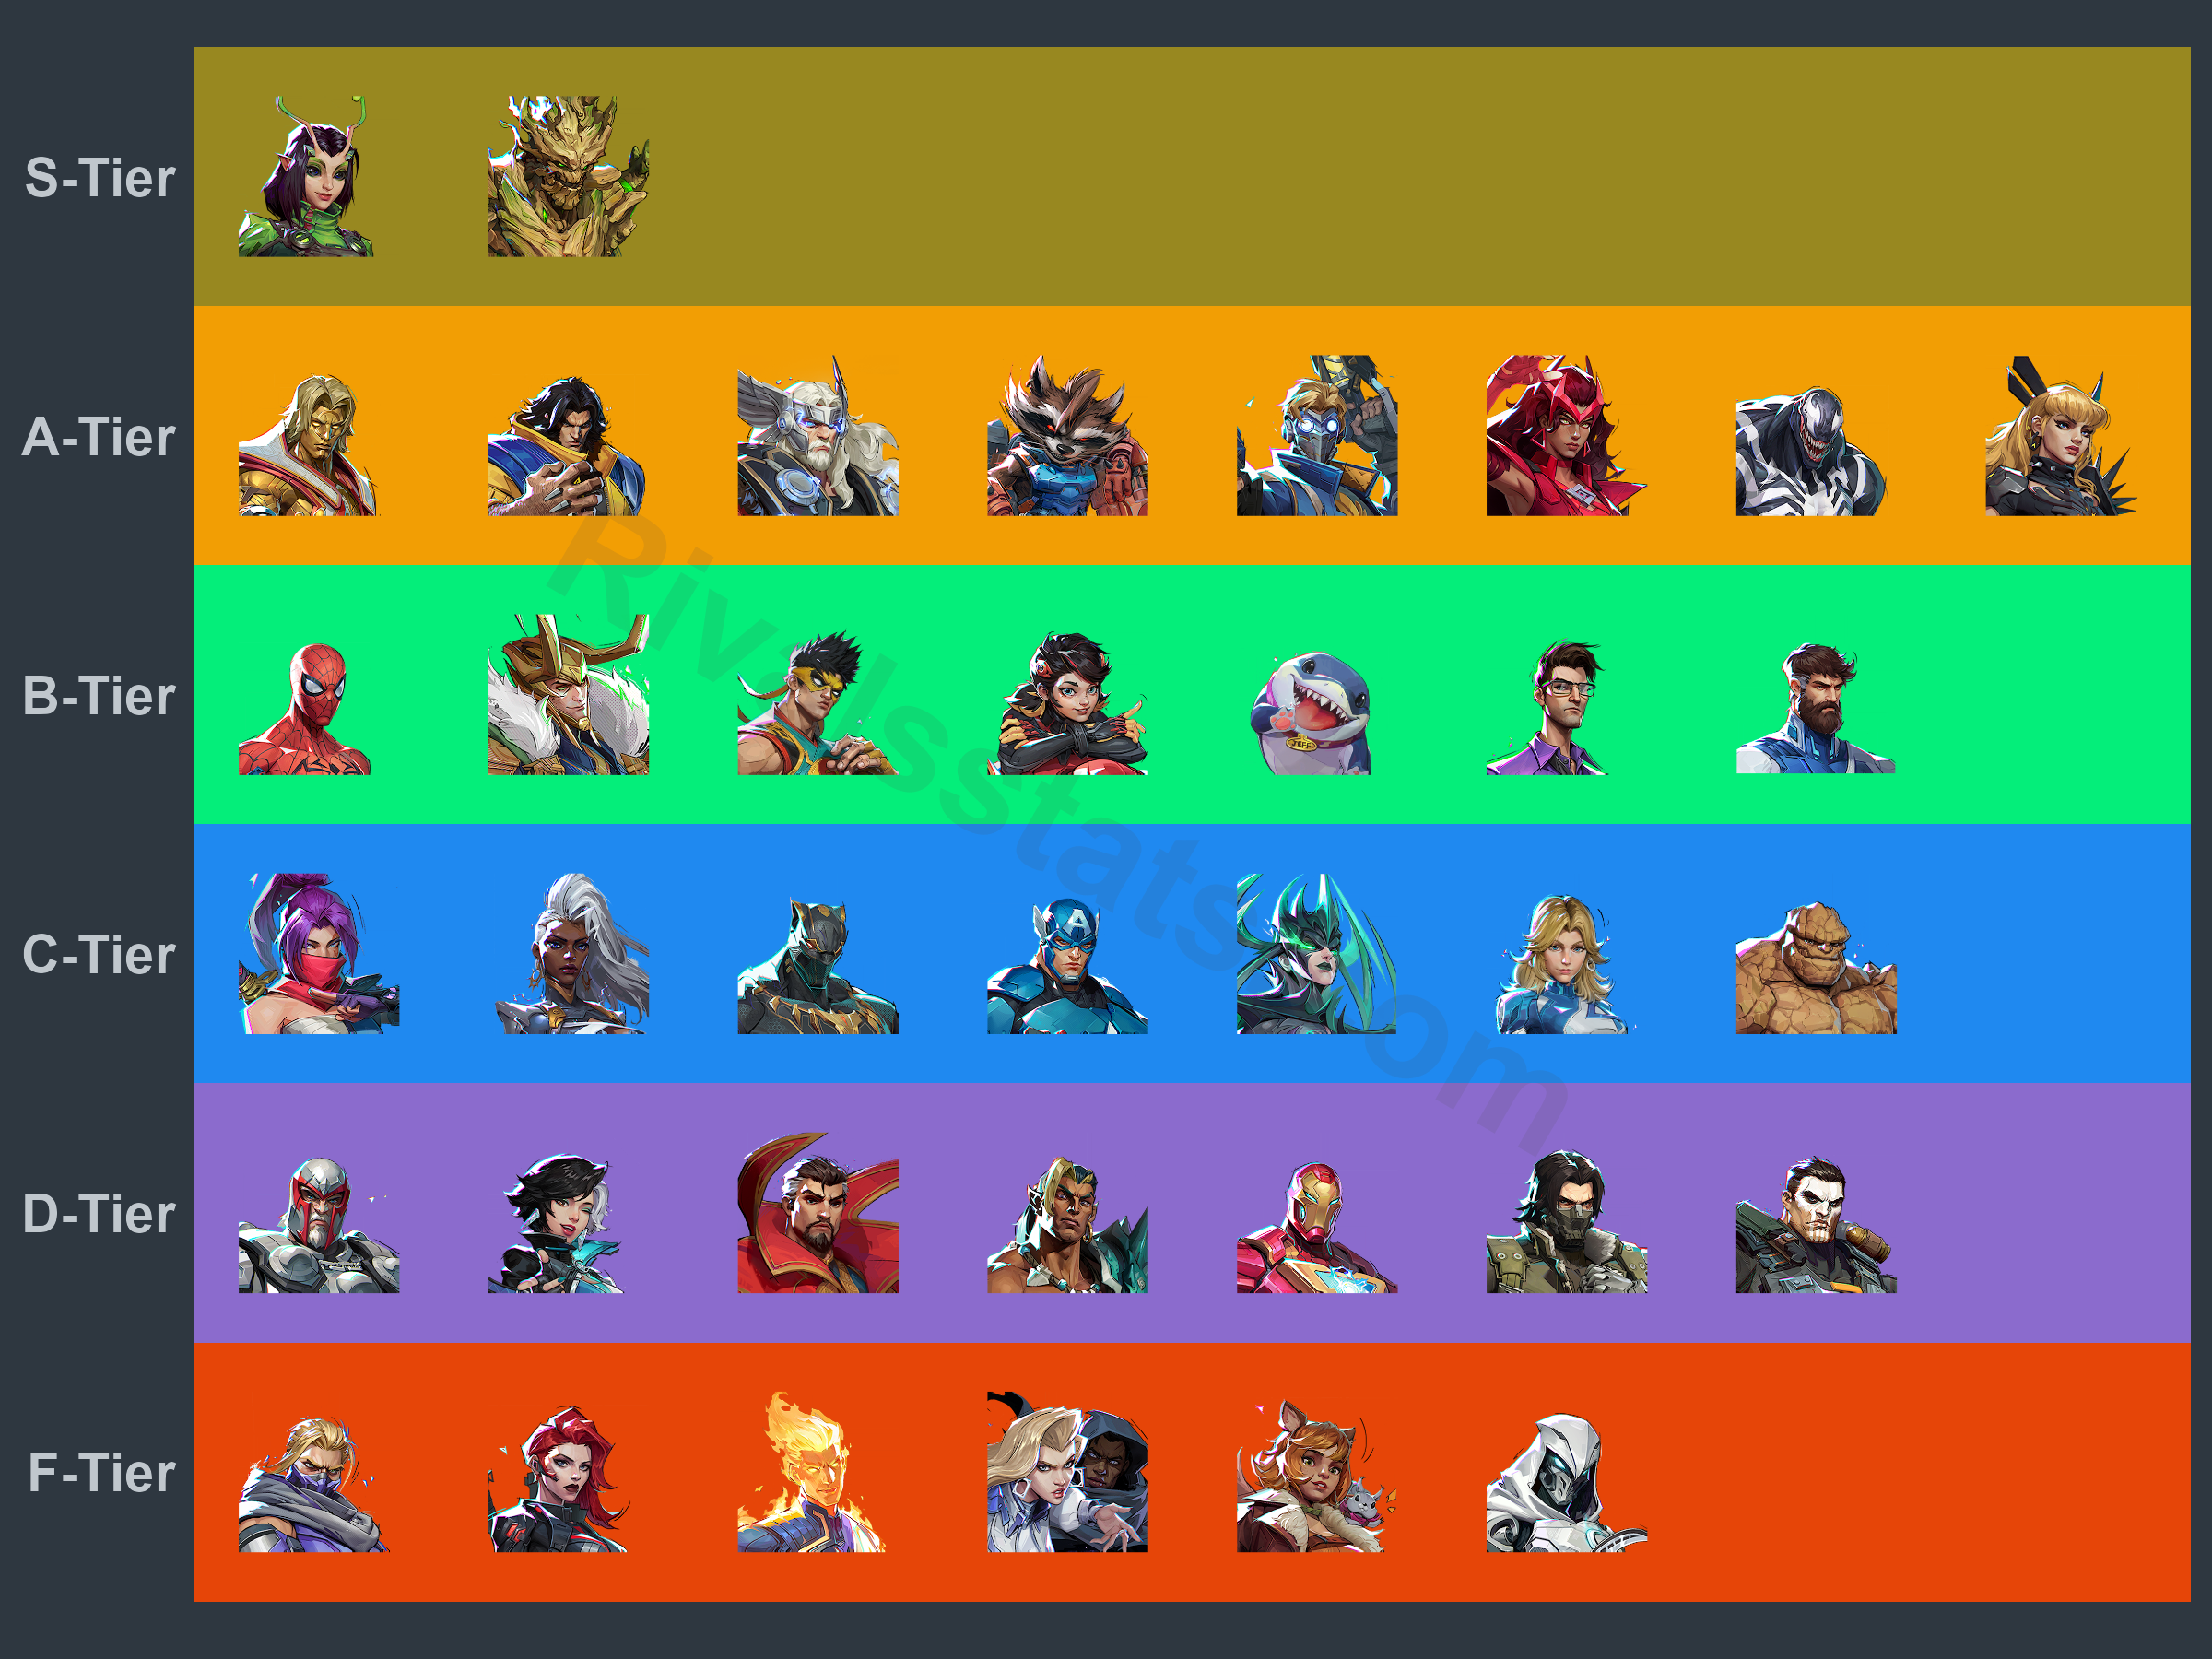 S-Tier
A-Tier
B-Tier
C-Tier
D-Tier
F-Tier
Rivalsstats.com
JEFF
A